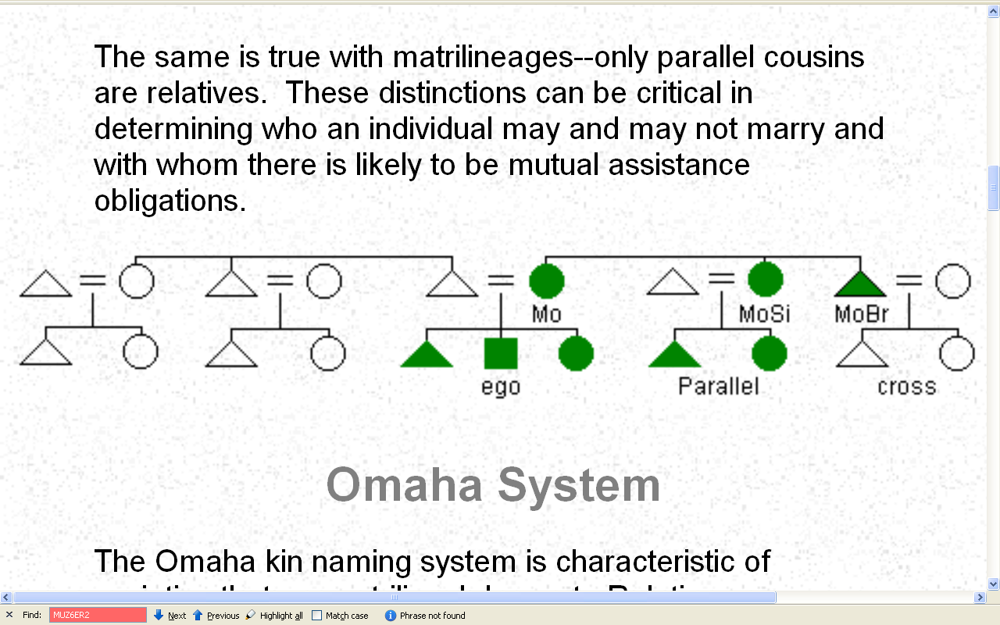 The same is true with matrilineages--only parallel cousins
are relatives.  These distinctions can be critical in
determining who an individual may and may not marry and
with whom there is likely to be mutual assistance
obligations.
Mo
MoSi
MoBr
ego
Parallel
cross
Omaha System
The Omaha kin naming system is characteristic of
Find:
MUZ6ER2
Next
Previous
Highlight all
Match case
Phrase not found